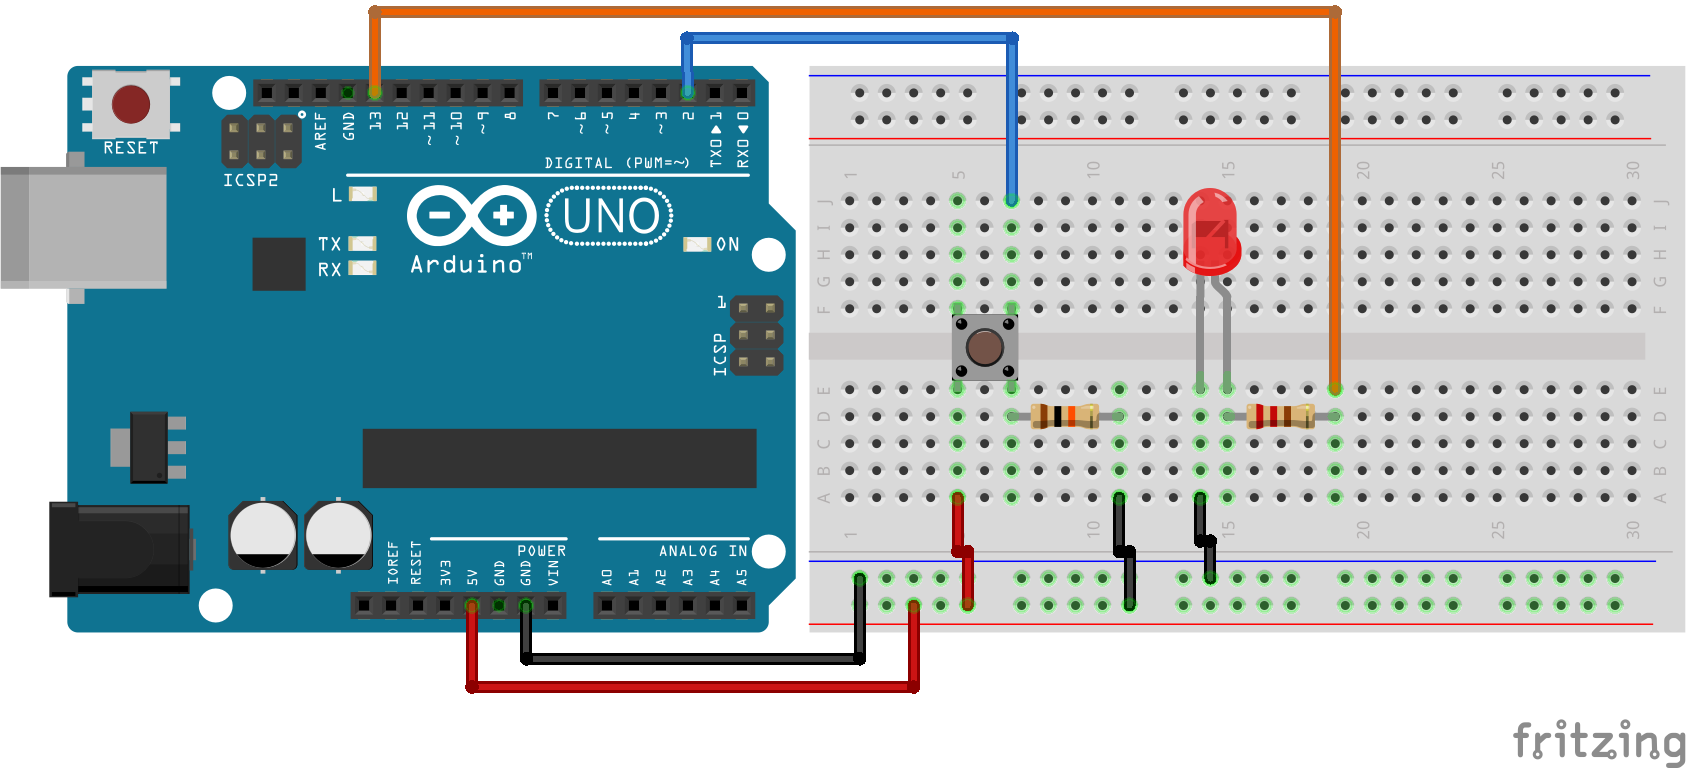 RESET
ICSP2
AREF
GND
13
12
~11
~10
~9
8
7
~6
~5
4
~3
2
TX0▶1
RX0◀0
DIGITAL (PWM=~)
L
TX
RX
UNO
ON
Arduino™
1
ICSP
IOREF
RESET
3V3
5V
GND
GND
VIN
POWER
A0
A1
A2
A3
A4
A5
ANALOG IN
1 5 10 15 20 25 30
J J
I I
H H
G G
F F
E E
D D
C C
B B
A A
1 10 15 20 25 30
fritzing